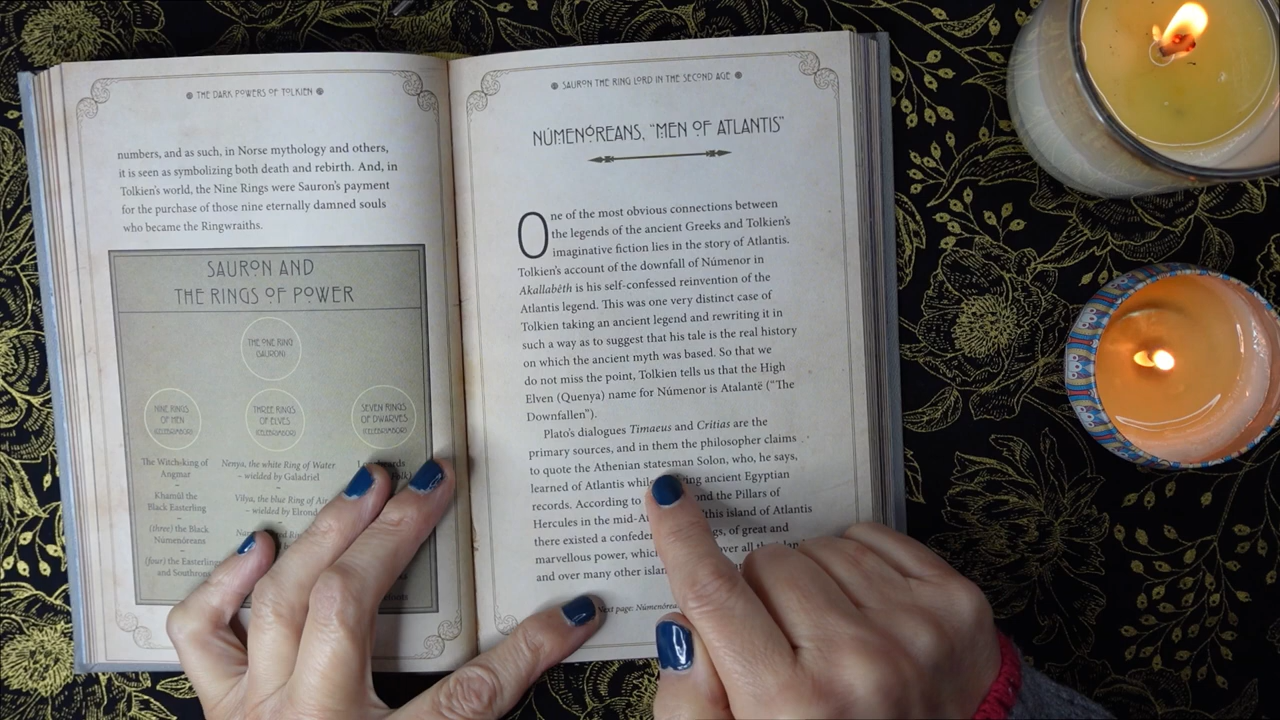 THE DARK POWERS OF TOLKIEN
numbers, and as such, in Norse mythology and others,
it is seen as symbolizing both death and rebirth. And, in
Tolkien's world, the Nine Rings were Sauron's payment
for the purchase of those nine eternally damned souls
who became the Ringwraiths.
SAURON AND
THE RINGS OF POWER
THE ONE RING
(SAURON)
NINE RINGS
OF MEN
(CELEBRIMBOR)
THREE RINGS
OF ELVES
(CELEBRIMBOR)
SEVEN RINGS
OF DWARVES
(CELEBRIMBOR)
The Witch-king of
Angmar
–
Khamûl the
Black Easterling
–
(three) the Black
Númenóreans
–
(four) the Easterlings
and Southrons
Nenya, the white Ring of Water
– wielded by Galadriel
–
Vilya, the blue Ring of Air
– wielded by Elrond
SAURON THE RING LORD IN THE SECOND AGE
NÚMENÓREANS, "MEN OF ATLANTIS"
One of the most obvious connections between
the legends of the ancient Greeks and Tolkien's
imaginative fiction lies in the story of Atlantis.
Tolkien's account of the downfall of Númenor in
Akallabêth is his self-confessed reinvention of the
Atlantis legend. This was one very distinct case of
Tolkien taking an ancient legend and rewriting it in
such a way as to suggest that his tale is the real history
on which the ancient myth was based. So that we
do not miss the point, Tolkien tells us that the High
Elven (Quenya) name for Númenor is Atalantë ("The
Downfallen").
Plato's dialogues Timaeus and Critias are the
primary sources, and in them the philosopher claims
to quote the Athenian statesman Solon, who, he says,
learned of Atlantis ancient Egyptian
records. According to the Pillars of
Hercules in the this island of Atlantis
there existed a of great and
marvellous power, over all
and over many other
Next page: